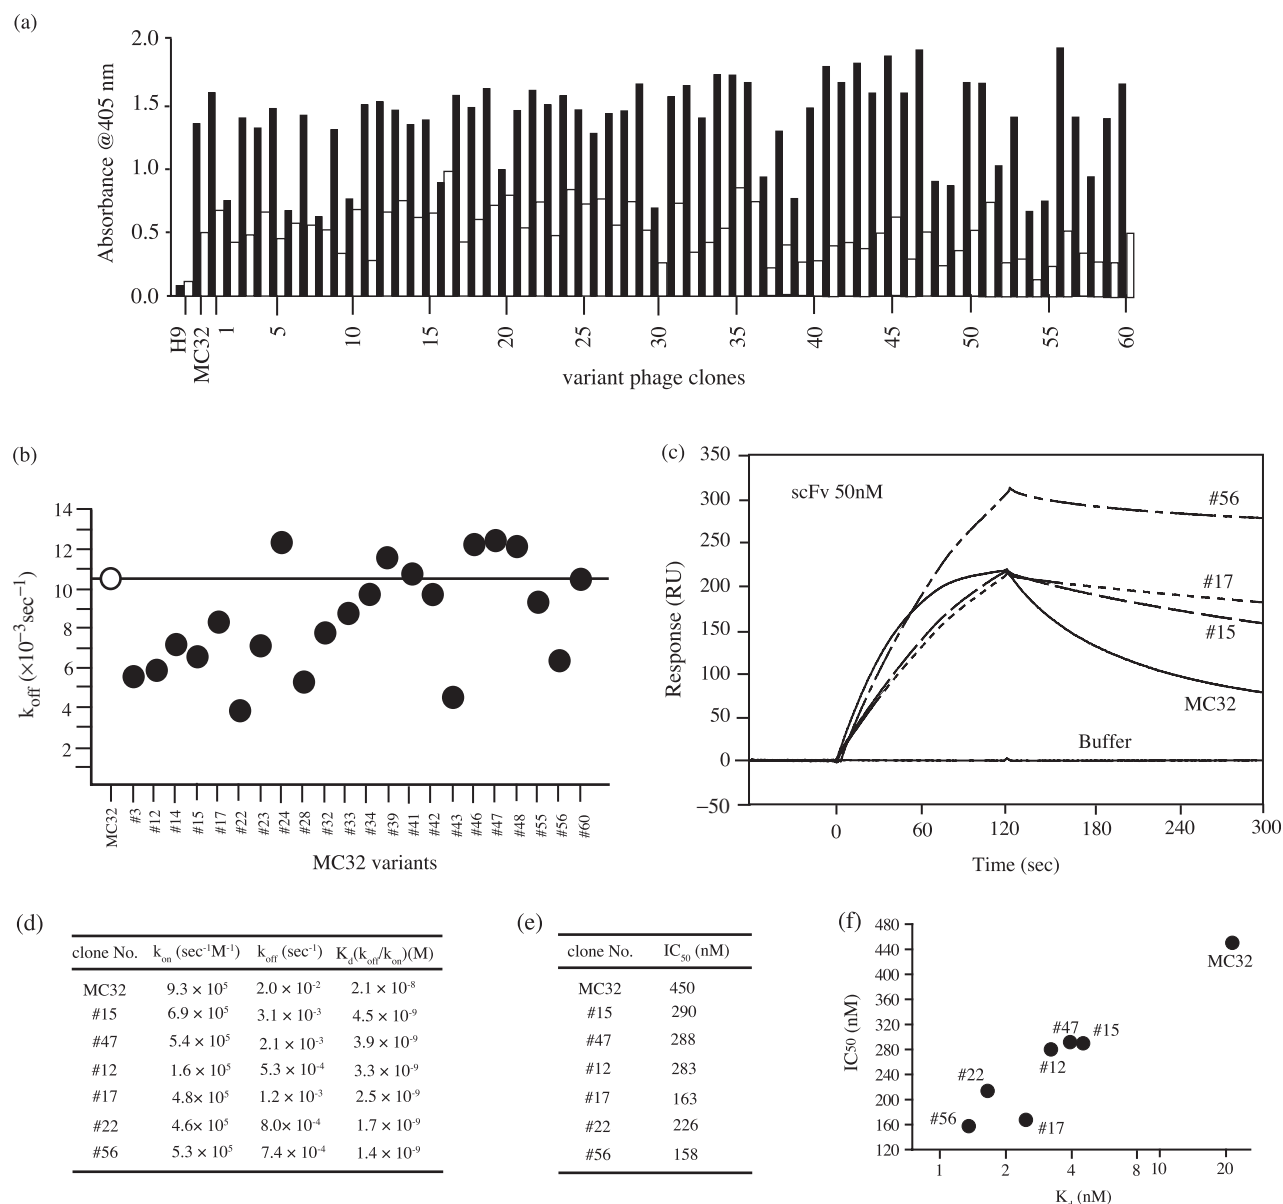 (a)
2.0
1.5
1.0
0.5
0.0
Absorbance @405 nm
H9
MC32
1
5
10
15
20
25
30
35
40
45
50
55
60
variant phage clones
(b)
14
12
10
8
6
4
2
k_off (×10⁻³sec⁻¹)
MC32
#3
#12
#14
#15
#17
#22
#23
#24
#28
#32
#33
#34
#39
#41
#42
#43
#46
#47
#48
#55
#56
#60
MC32 variants
(c)
350
300
250
200
150
100
50
0
−50
Response (RU)
scFv 50nM
#56
#17
#15
MC32
Buffer
0 60 120 180 240 300
Time (sec)
(d)
clone No. k_on (sec⁻¹M⁻¹) k_off (sec⁻¹) K_d(k_off/k_on)(M)
MC32 9.3 × 10⁵ 2.0 × 10⁻² 2.1 × 10⁻⁸
#15 6.9 × 10⁵ 3.1 × 10⁻³ 4.5 × 10⁻⁹
#47 5.4 × 10⁵ 2.1 × 10⁻³ 3.9 × 10⁻⁹
#12 1.6 × 10⁵ 5.3 × 10⁻⁴ 3.3 × 10⁻⁹
#17 4.8× 10⁵ 1.2 × 10⁻³ 2.5 × 10⁻⁹
#22 4.6× 10⁵ 8.0× 10⁻⁴ 1.7 × 10⁻⁹
#56 5.3 × 10⁵ 7.4 × 10⁻⁴ 1.4 × 10⁻⁹
(e)
clone No. IC₅₀ (nM)
MC32 450
#15 290
#47 288
#12 283
#17 163
#22 226
#56 158
(f)
480
440
400
360
320
280
240
200
160
120
IC50 (nM)
MC32
#47
#15
#12
#22
#56
#17
1 2 4 8 10 20
K_d (nM)